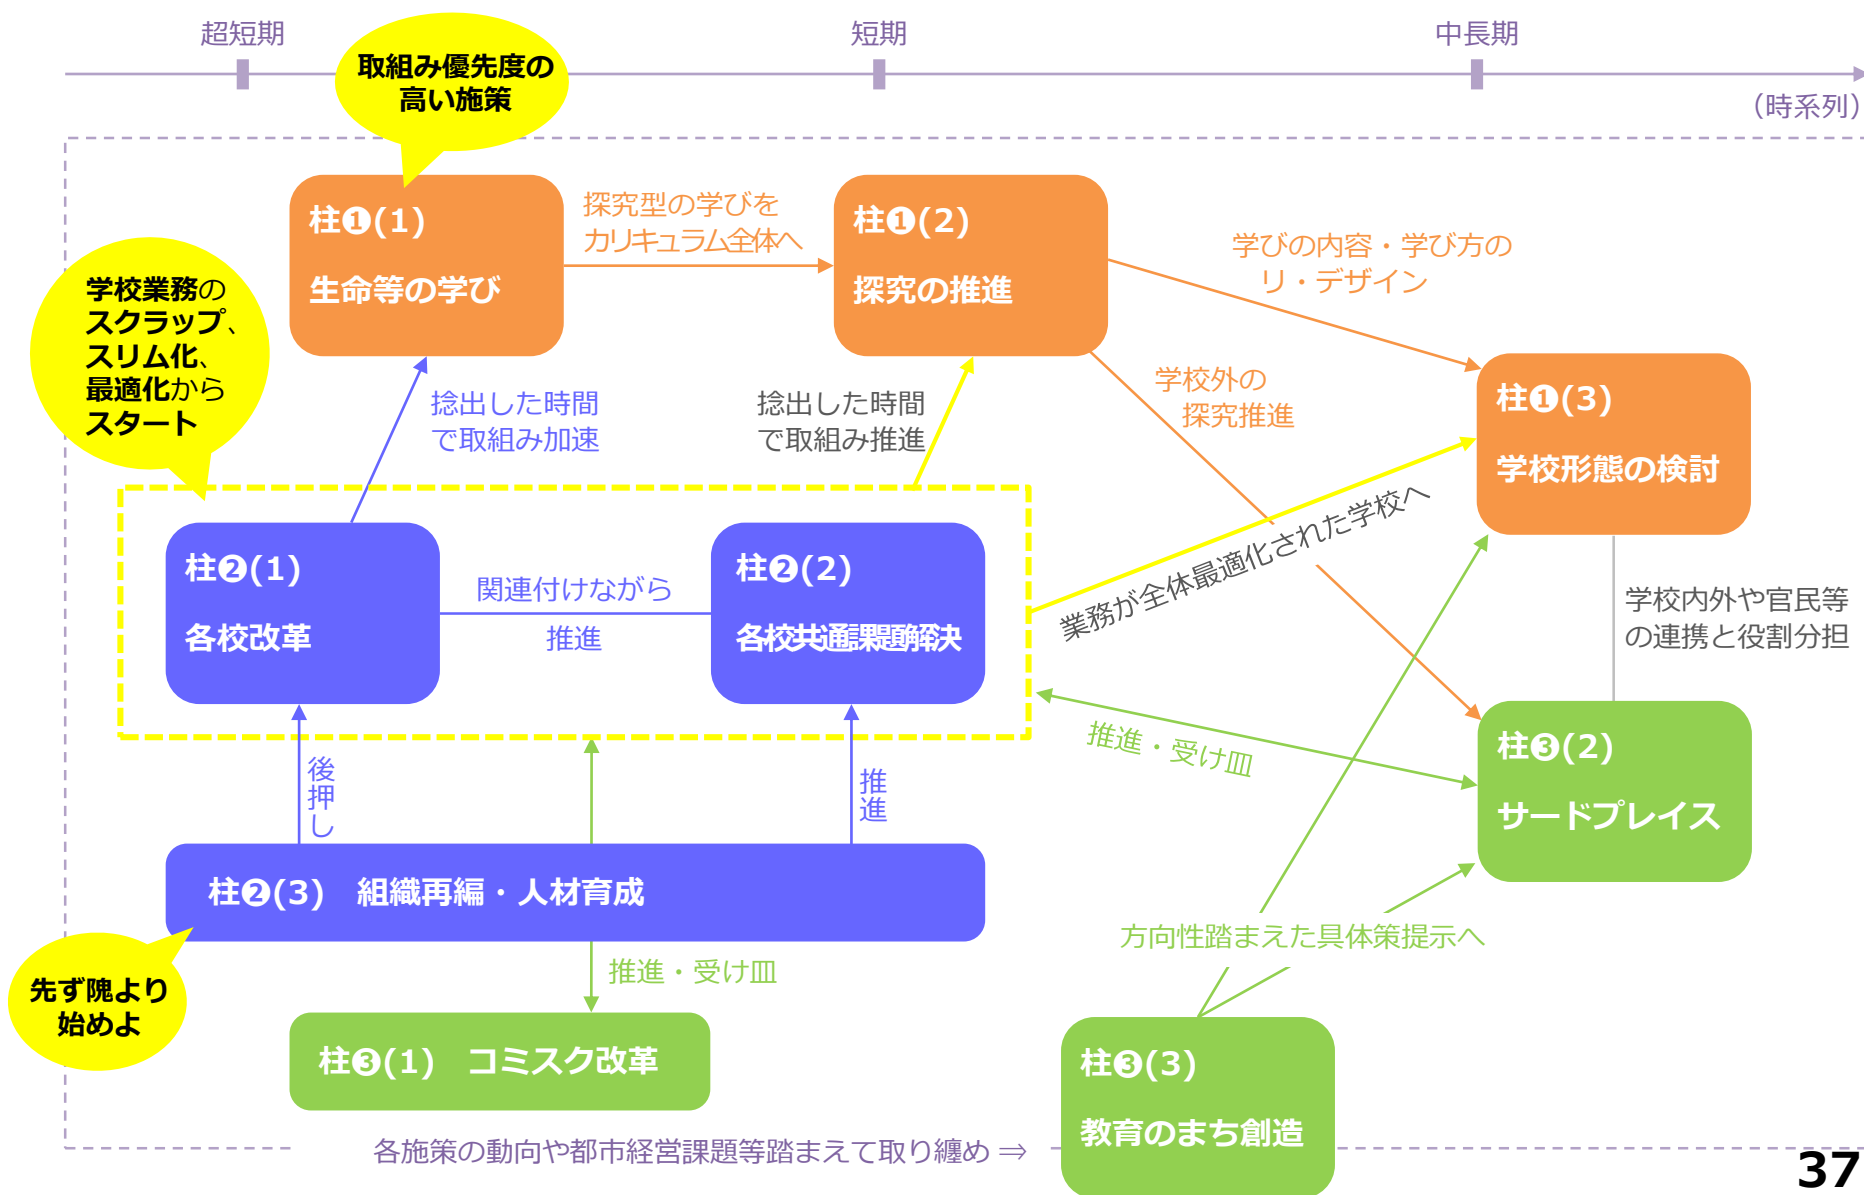 超短期
短期
中長期
(時系列)
取組み優先度の
高い施策
柱❶(1)
生命等の学び
探究型の学びを
カリキュラム全体へ
柱❶(2)
探究の推進
学びの内容・学び方の
リ・デザイン
学校業務の
スクラップ、
スリム化、
最適化から
スタート
捻出した時間
で取組み加速
捻出した時間
で取組み推進
学校外の
探究推進
柱❶(3)
学校形態の検討
柱❷(1)
各校改革
関連付けながら
推進
柱❷(2)
各校共通課題解決
業務が全体最適化された学校へ
学校内外や官民等
の連携と役割分担
後押し
推進
推進・受け皿
柱❸(2)
サードプレイス
柱❷(3) 組織再編・人材育成
先ず隗より
始めよ
推進・受け皿
方向性踏まえた具体策提示へ
柱❸(1) コミスク改革
柱❸(3)
教育のまち創造
各施策の動向や都市経営課題等踏まえて取り纏め ⇒
37